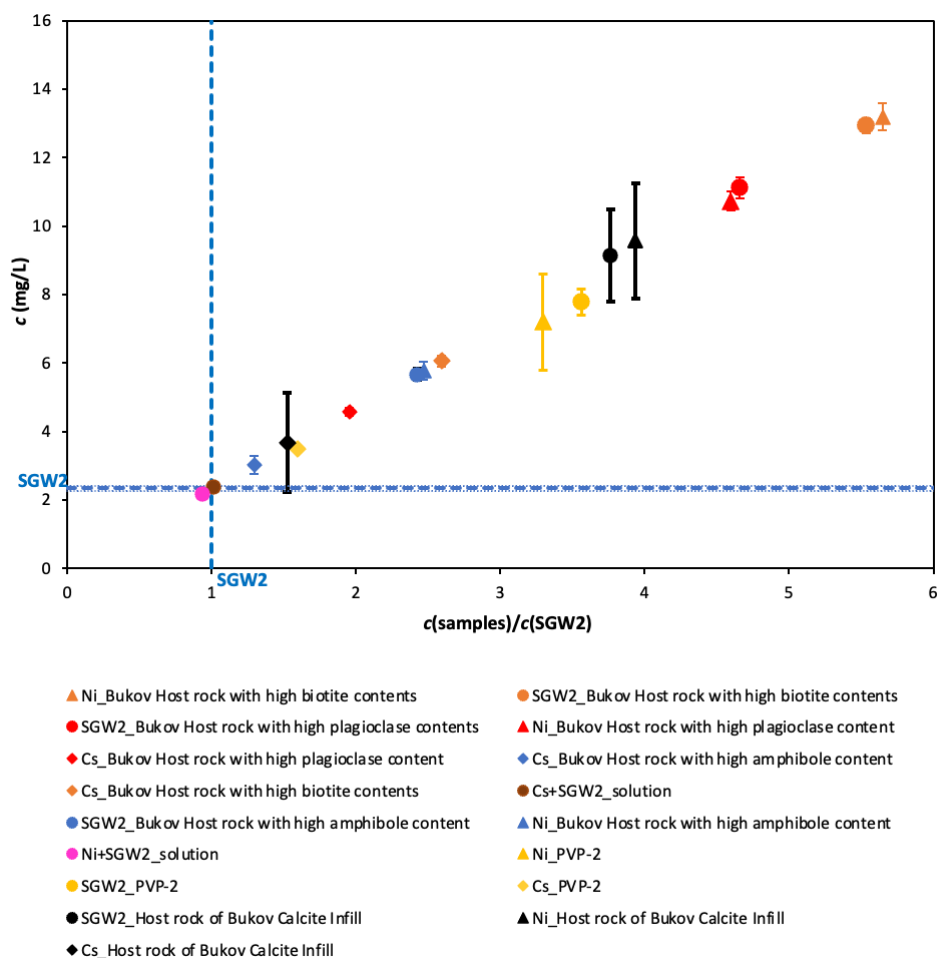 16
14
12
10
8
6
4
2
0
c (mg/L)
SGW2
SGW2
0 1 2 3 4 5 6
c(samples)/c(SGW2)
Ni_Bukov Host rock with high biotite contents
SGW2_Bukov Host rock with high biotite contents
SGW2_Bukov Host rock with high plagioclase contents
Ni_Bukov Host rock with high plagioclase content
Cs_Bukov Host rock with high plagioclase content
Cs_Bukov Host rock with high amphibole content
Cs_Bukov Host rock with high biotite contents
Cs+SGW2_solution
SGW2_Bukov Host rock with high amphibole content
Ni_Bukov Host rock with high amphibole content
Ni+SGW2_solution
Ni_PVP-2
SGW2_PVP-2
Cs_PVP-2
SGW2_Host rock of Bukov Calcite Infill
Ni_Host rock of Bukov Calcite Infill
Cs_Host rock of Bukov Calcite Infill